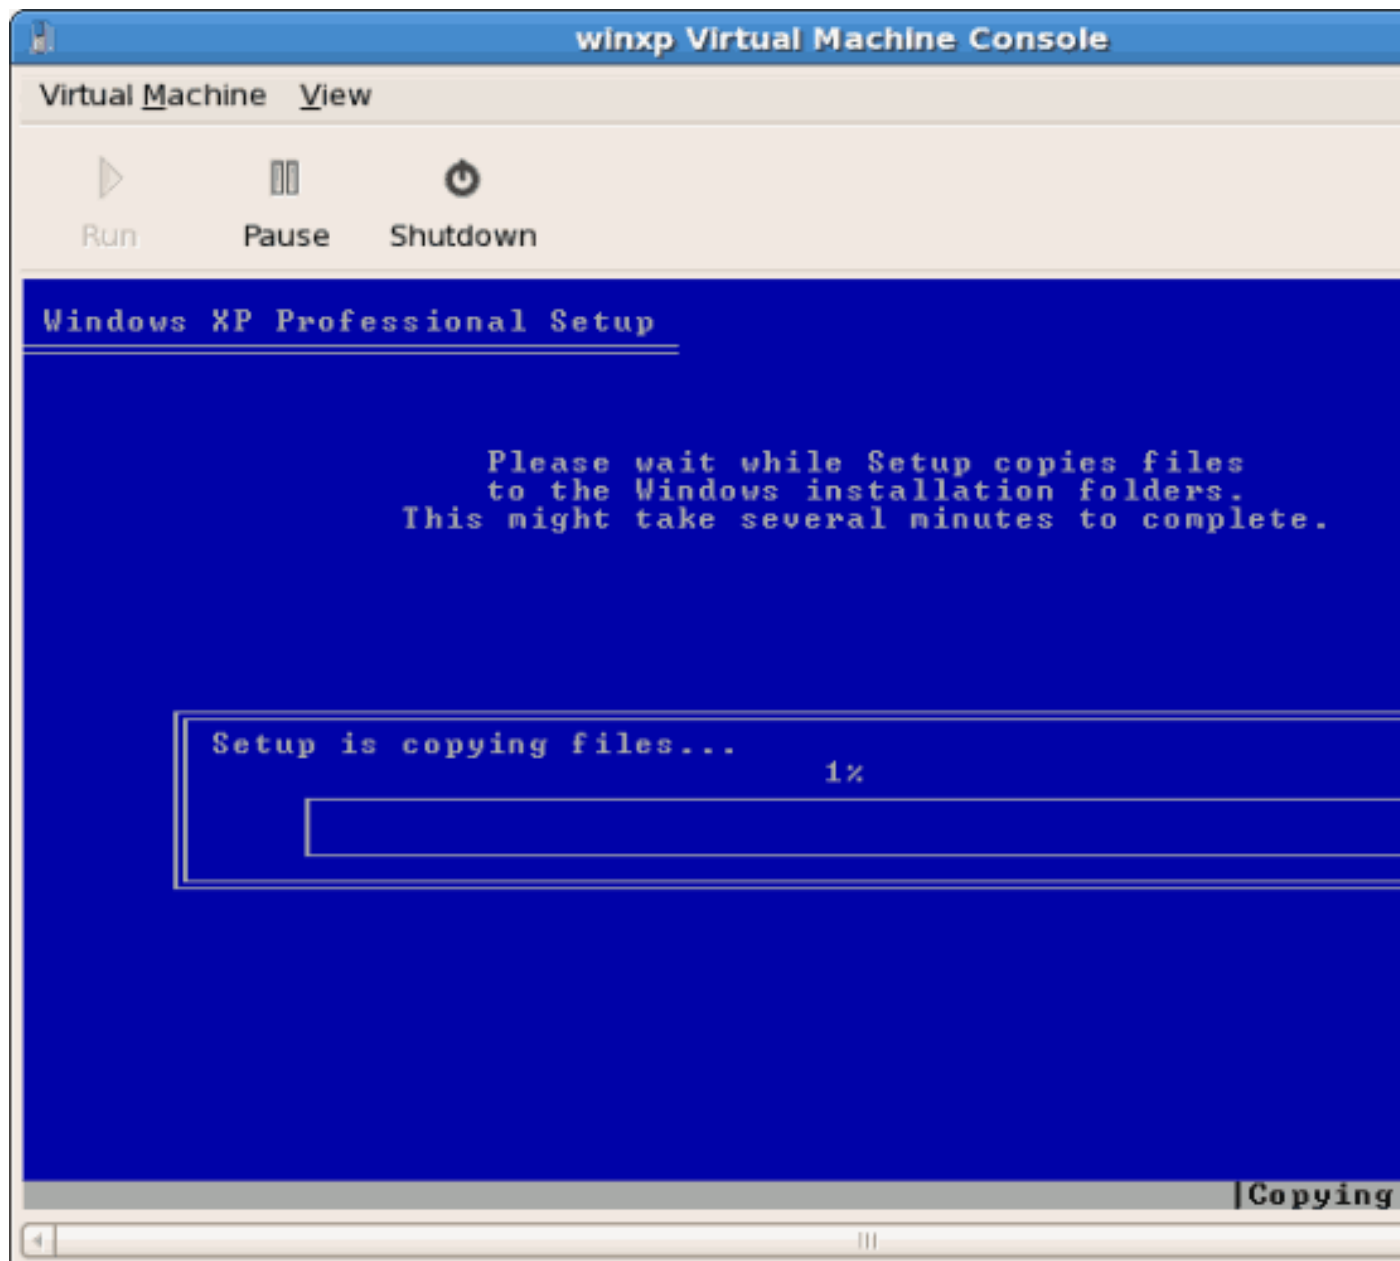 winxp Virtual Machine Console
Virtual Machine View
Run Pause Shutdown
Windows XP Professional Setup
Please wait while Setup copies files
to the Windows installation folders.
This might take several minutes to complete.
Setup is copying files...
1%
|Copying